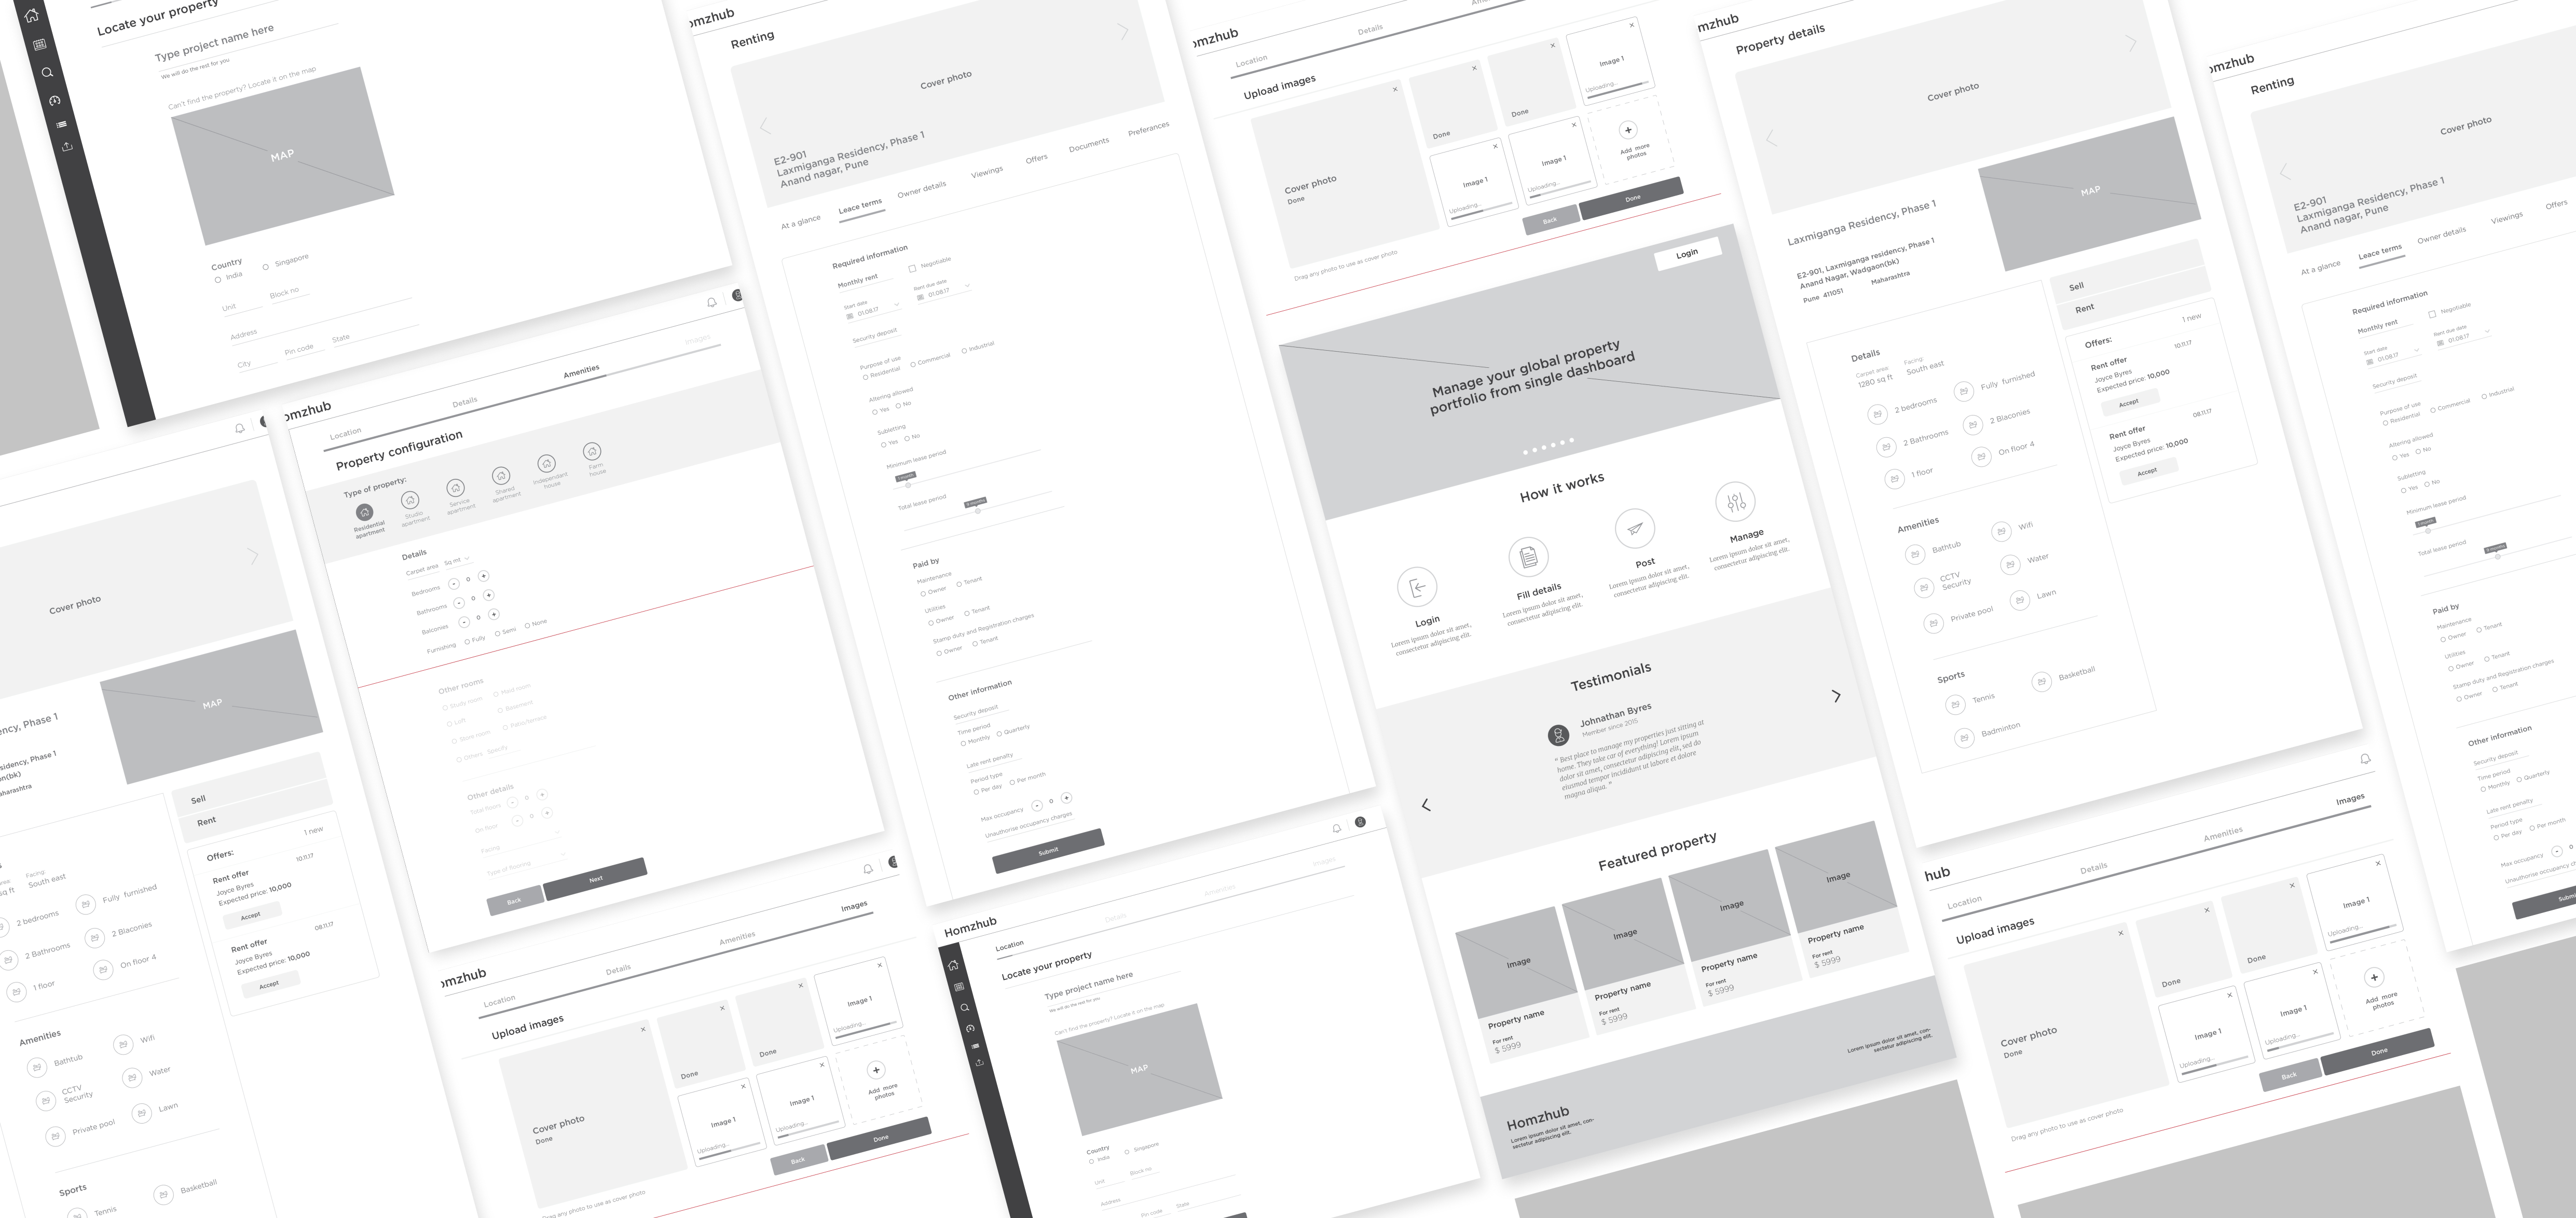 Locate your property
Type project name here
We will do the rest for you
Can't find the property? Locate it on the map
MAP
Country
India
Singapore
Unit
Block no
Address
City
Pin code
State
Cover photo
MAP
ency, Phase 1
sidency, Phase 1
on(bk)
aharashtra
Sell
Rent
Facing
sq ft
South east
2 bedrooms
Fully furnished
2 Bathrooms
2 Blaconies
1 floor
On floor 4
Offers:
1 new
Rent offer
10.11.17
Joyce Byres
Expected price: 10,000
Accept
Rent offer
08.11.17
Joyce Byres
Expected price: 10,000
Accept
Amenities
Bathtub
Wifi
CCTV
Security
Water
Private pool
Lawn
Sports
Tennis
Basketball
omzhub
Location
Details
Amenities
Images
Property configuration
Type of property:
Residential
apartment
Studio
apartment
Service
apartment
Shared
apartment
Independant
house
Farm
house
Details
Carpet area
Sq mt
Bedrooms
- 0 +
Bathrooms
- 0 +
Balconies
- 0 +
Furnishing
Fully
Semi
None
Other rooms
Study room
Maid room
Loft
Basement
Store room
Patio/service
Others
Specify
Other details
Total floors
- 0 +
On floor
- 0 +
Facing
Type of flooring
Back
Next
omzhub
Location
Details
Amenities
Images
Upload images
Cover photo
Done
Done
Done
Image 1
Uploading...
Image 1
Uploading...
Image 1
Uploading...
Add more
photos
Back
Done
Drag any photo to use as cover photo
omzhub
Renting
Cover photo
E2-901
Laxmiganga Residency, Phase 1
Anand nagar, Pune
At a glance
Leace terms
Owner details
Viewings
Offers
Documents
Preferances
Required information
Monthly rent
Negotiable
Start date
01.08.17
Rent due date
01.08.17
Security deposit
Purpose of use
Residential
Commercial
Industrial
Altering allowed
Yes
No
Subletting
Yes
No
Minimum lease period
Total lease period
Paid by
Maintenance
Owner
Tenant
Utilities
Owner
Tenant
Stamp duty and Registration charges
Owner
Tenant
Other information
Security deposit
Time period
Monthly
Quarterly
Late rent penalty
Period type
Per day
Per month
Max occupancy
- 0 +
Unauthorise occupancy charges
Submit
Homzhub
Location
Details
Amenities
Images
Locate your property
Type project name here
We will do the rest for you
Can't find the property? Locate it on the map
MAP
Country
India
Singapore
Unit
Block no
Address
Pin code
State
omzhub
Location
Details
Upload images
Cover photo
Done
Done
Done
Image 1
Uploading...
Image 1
Uploading...
Image 1
Uploading...
Add more
photos
Back
Done
Drag any photo to use as cover photo
Login
Manage your global property
portfolio from single dashboard
How it works
Login
Lorem ipsum dolor sit amet,
consectetur adipiscing elit.
Fill details
Lorem ipsum dolor sit amet,
consectetur adipiscing elit.
Post
Lorem ipsum dolor sit amet,
consectetur adipiscing elit.
Manage
Lorem ipsum dolor sit amet,
consectetur adipiscing elit.
Testimonials
Johnathan Byres
Member since 2015
" Best place to manage my properties just sitting at
home. They take car of everything! Lorem ipsum
dolor sit amet, consectetur adipiscing elit, sed do
eiusmod tempor incididunt ut labore et dolore
magna aliqua. "
Featured property
Image
Property name
For rent
$ 5999
Image
Property name
For rent
$ 5999
Image
Property name
For rent
$ 5999
Image
Property name
For rent
$ 5999
Homzhub
Lorem ipsum dolor sit amet, con-
sectetur adipiscing elit.
Lorem ipsum dolor sit amet, con-
sectetur adipiscing elit.
mzhub
Property details
Cover photo
MAP
Laxmiganga Residency, Phase 1
E2-901, Laxmiganga residency, Phase 1
Anand Nagar, Wadgaon(bk)
Pune 411051
Maharashtra
Sell
Rent
Details
Carpet area
1280 sq ft
Facing
South east
2 bedrooms
Fully furnished
2 Bathrooms
2 Blaconies
1 floor
On floor 4
Offers:
1 new
Rent offer
10.11.17
Joyce Byres
Expected price: 10,000
Accept
Rent offer
08.11.17
Joyce Byres
Expected price: 10,000
Accept
Amenities
Bathtub
Wifi
CCTV
Security
Water
Private pool
Lawn
Sports
Tennis
Basketball
Badminton
hub
Location
Details
Amenities
Images
Upload images
Cover photo
Done
Done
Done
Image 1
Uploading...
Image 1
Uploading...
Image 1
Uploading...
Add more
photos
Back
Done
Drag any photo to use as cover photo
omzhub
Renting
Cover photo
E2-901
Laxmiganga Residency, Phase 1
Anand nagar, Pune
At a glance
Leace terms
Owner details
Viewings
Offers
Required information
Monthly rent
Negotiable
Start date
01.08.17
Rent due date
01.08.17
Security deposit
Purpose of use
Residential
Commercial
Industrial
Altering allowed
Yes
No
Subletting
Yes
No
Minimum lease period
Total lease period
Paid by
Maintenance
Owner
Tenant
Utilities
Owner
Tenant
Stamp duty and Registration charges
Owner
Tenant
Other information
Security deposit
Time period
Monthly
Quarterly
Late rent penalty
Period type
Per day
Per month
Max occupancy
- 0
Unauthorise occupancy ch
Submi